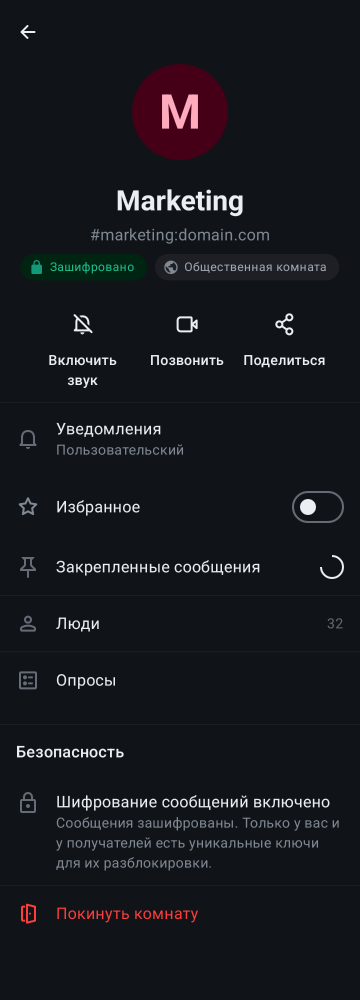 M
Marketing
#marketing:domain.com
Зашифровано
Общественная комната
Включить
звук
Позвонить
Поделиться
Уведомления
Пользовательский
Избранное
Закрепленные сообщения
Люди
32
Опросы
Безопасность
Шифрование сообщений включено
Сообщения зашифрованы. Только у вас и
у получателей есть уникальные ключи
для их разблокировки.
Покинуть комнату